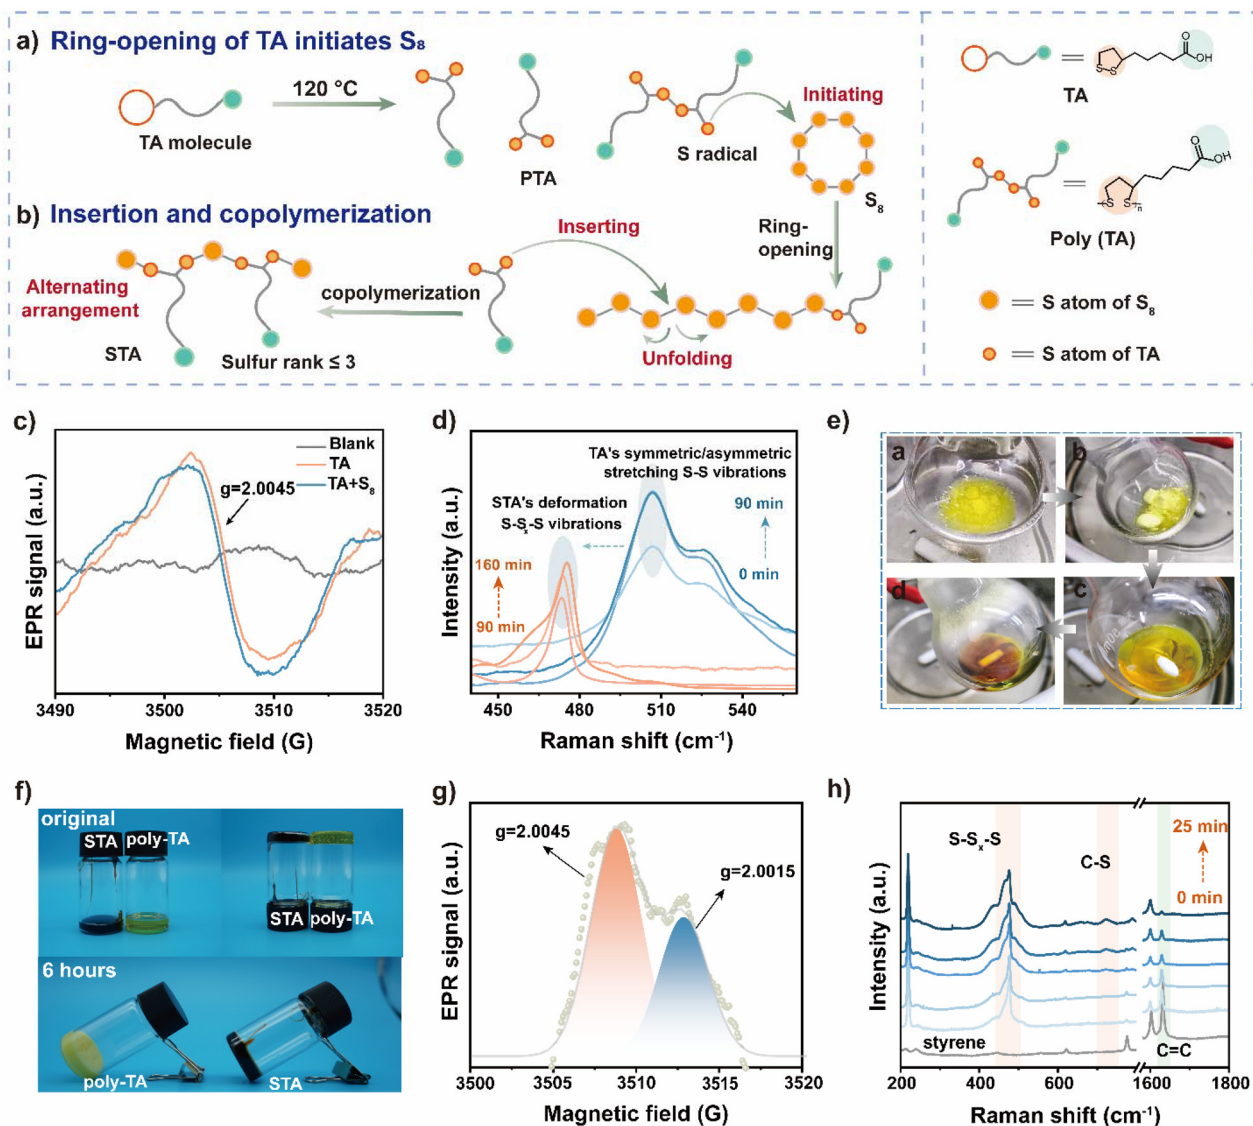 a) Ring-opening of TA initiates S₈
120 °C
TA molecule
PTA
S radical
Initiating
S₈
Ring-
opening
b) Insertion and copolymerization
Alternating
arrangement
STA
Sulfur rank ≤ 3
copolymerization
Inserting
Unfolding
O
OH
S-S
TA
O
OH
S S n
Poly (TA)
S atom of S₈
S atom of TA
c)
Blank
TA
TA+S₈
g=2.0045
EPR signal (a.u.)
3490 3500 3510 3520
Magnetic field (G)
d)
TA's symmetric/asymmetric
stretching S-S vibrations
STA's deformation
S-Sₓ-S vibrations
90 min
0 min
160 min
90 min
Intensity (a.u.)
450 480 510 540
Raman shift (cm⁻¹)
e)
a
b
d
c
f)
original
STA poly-TA
STA poly-TA
6 hours
poly-TA
STA
g)
g=2.0045
g=2.0015
EPR signal (a.u.)
3500 3505 3510 3515 3520
Magnetic field (G)
h)
S-Sₓ-S
C-S
25 min
0 min
styrene
C=C
Intensity (a.u.)
200 400 600 1600 1800
Raman shift (cm⁻¹)